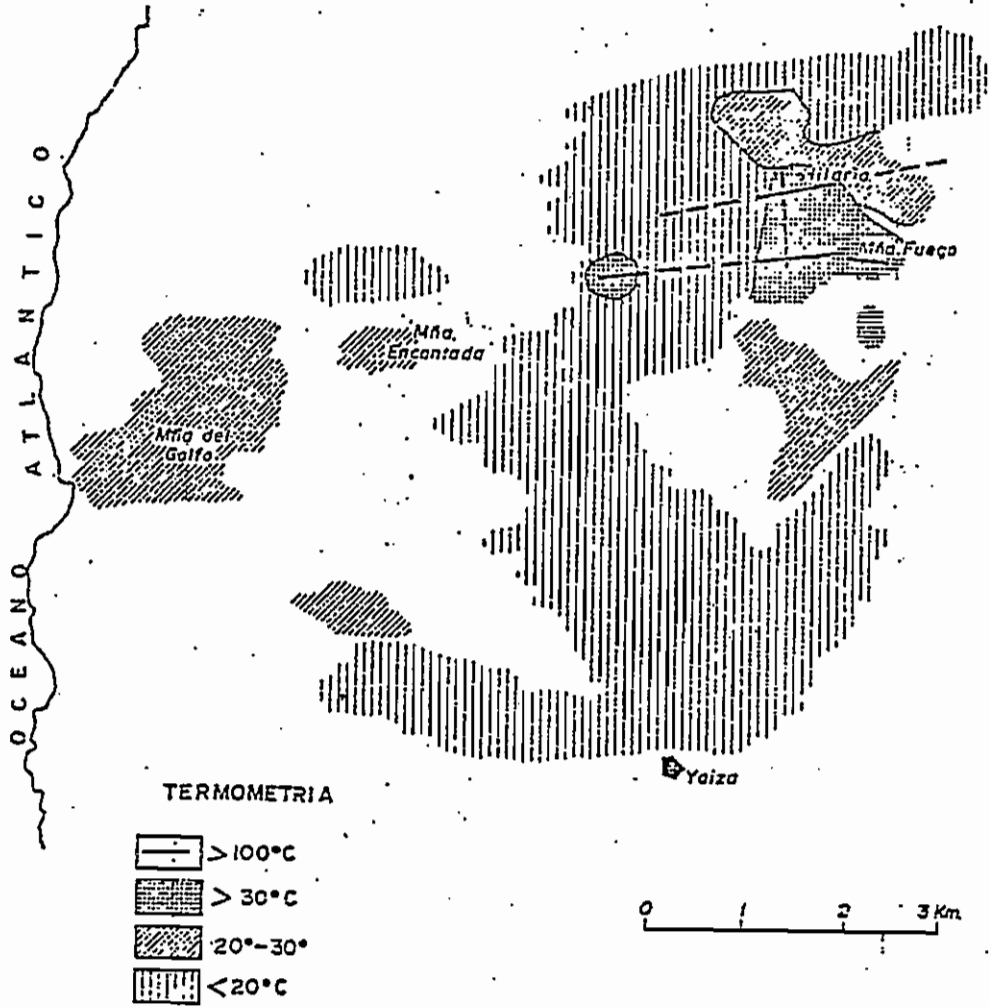 OCEANO ATLANTICO
Hilario
Mña. Fuego
Mña.
Encantada
Mña del
Golfo.
Yaiza
TERMOMETRIA
> 100°C
> 30°C
20°-30°
<20°C
0 1 2 3 Km